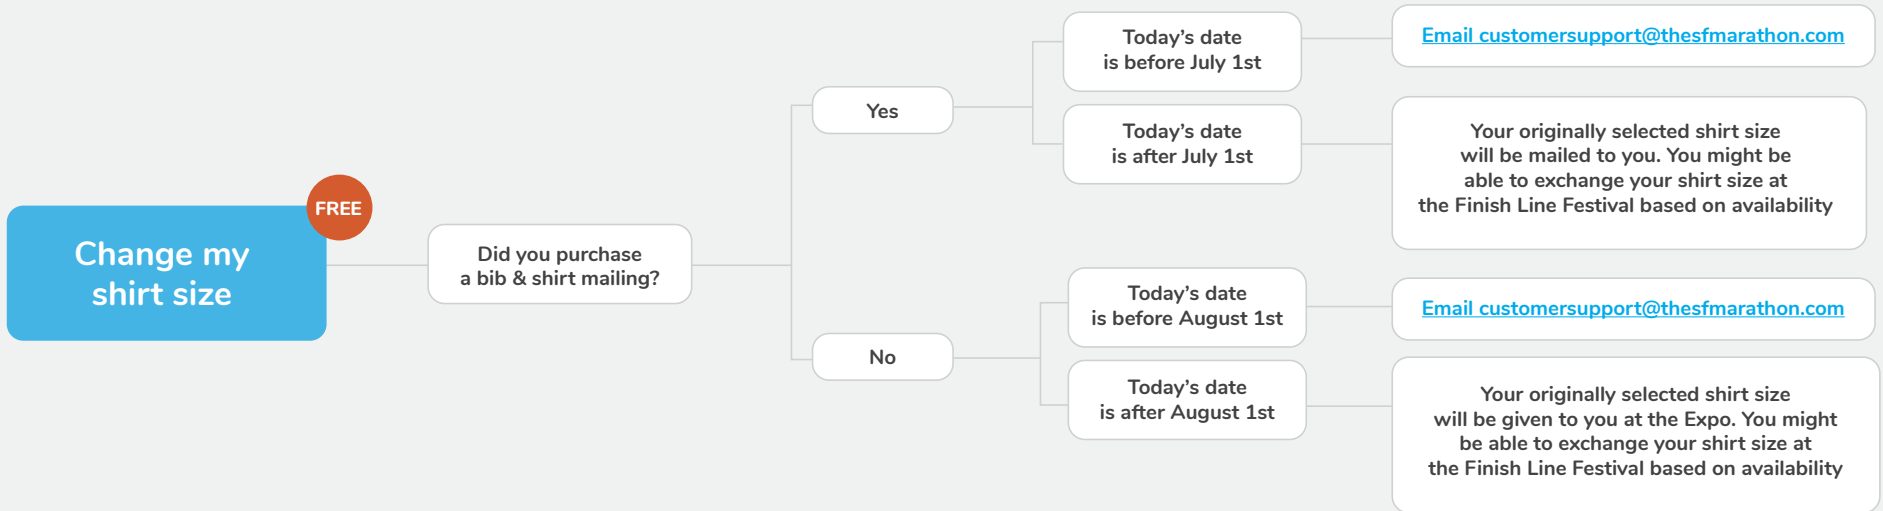 Change my
shirt size
FREE
Did you purchase
a bib & shirt mailing?
Yes
Today’s date
is before July 1st
Email customersupport@thesfmarathon.com
Today’s date
is after July 1st
Your originally selected shirt size
will be mailed to you. You might be
able to exchange your shirt size at
the Finish Line Festival based on availability
No
Today’s date
is before August 1st
Email customersupport@thesfmarathon.com
Today’s date
is after August 1st
Your originally selected shirt size
will be given to you at the Expo. You might
be able to exchange your shirt size at
the Finish Line Festival based on availability